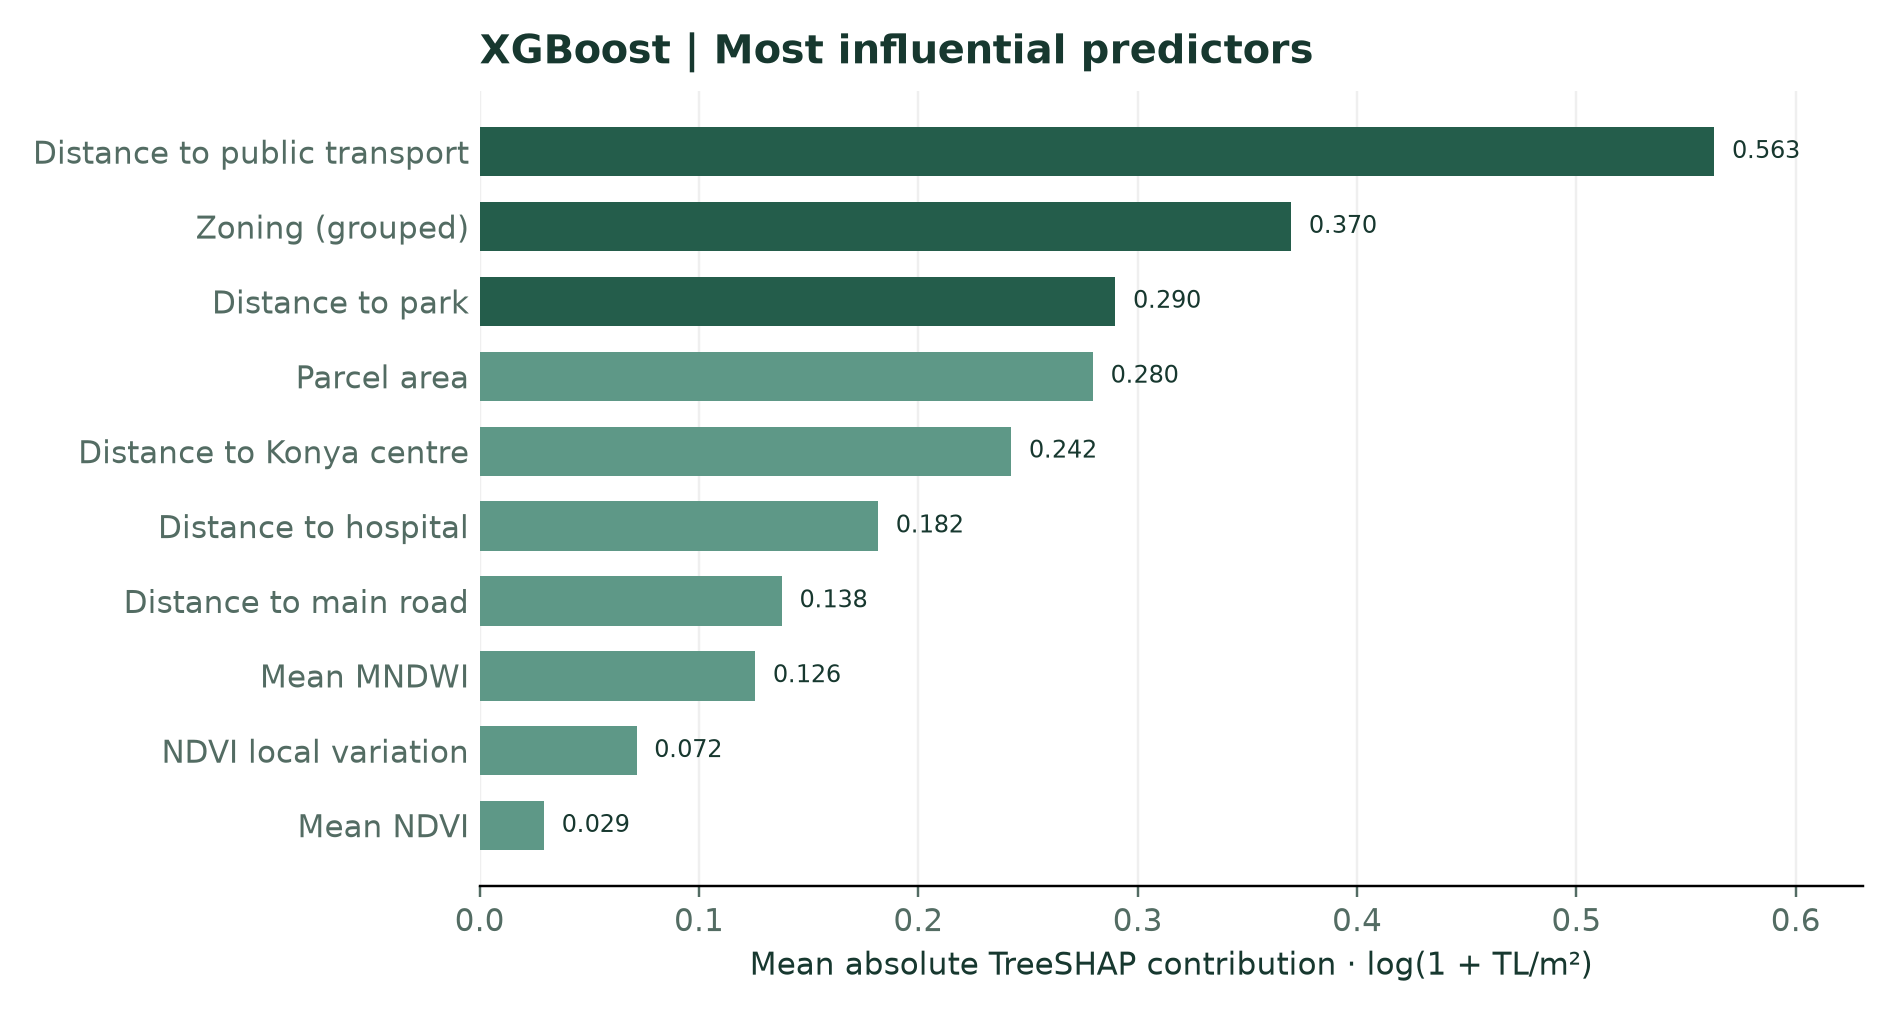 XGBoost | Most influential predictors
Distance to public transport 0.563
Zoning (grouped) 0.370
Distance to park 0.290
Parcel area 0.280
Distance to Konya centre 0.242
Distance to hospital 0.182
Distance to main road 0.138
Mean MNDWI 0.126
NDVI local variation 0.072
Mean NDVI 0.029
0.0 0.1 0.2 0.3 0.4 0.5 0.6
Mean absolute TreeSHAP contribution · log(1 + TL/m²)